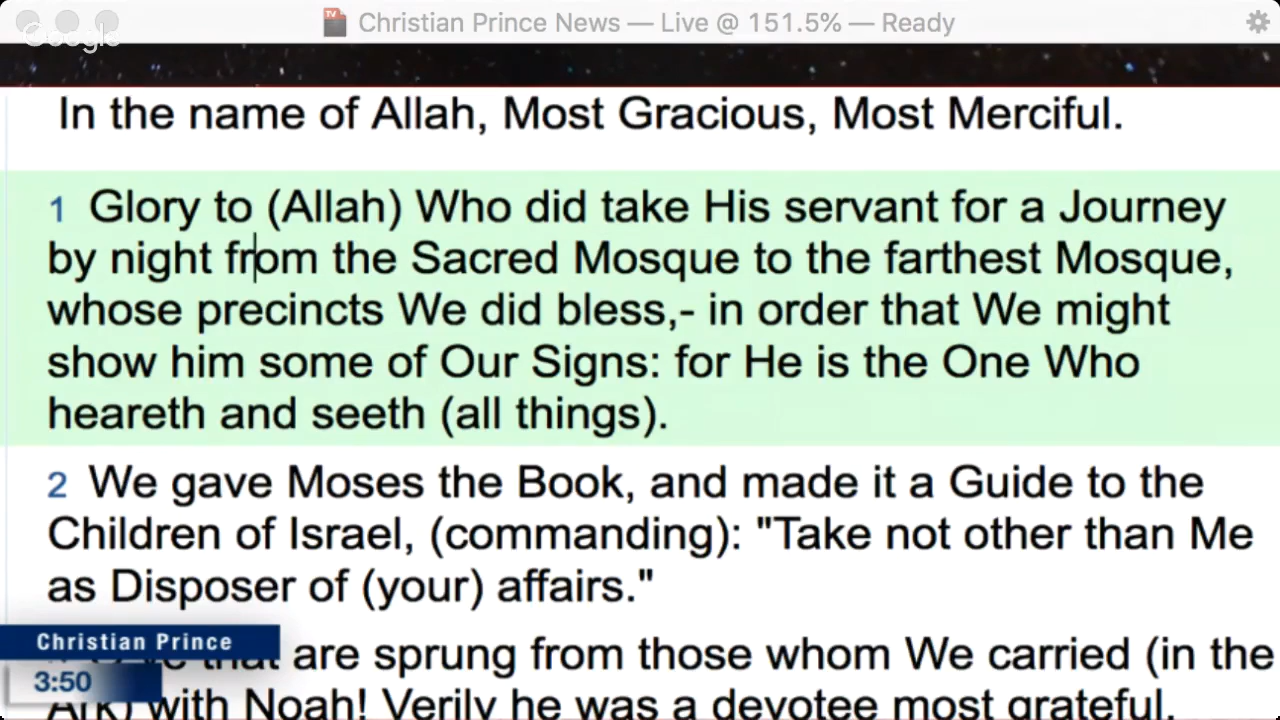 Christian Prince News — Live @ 151.5% — Ready
Google
In the name of Allah, Most Gracious, Most Merciful.
1 Glory to (Allah) Who did take His servant for a Journey
by night from the Sacred Mosque to the farthest Mosque,
whose precincts We did bless,- in order that We might
show him some of Our Signs: for He is the One Who
heareth and seeth (all things).
2 We gave Moses the Book, and made it a Guide to the
Children of Israel, (commanding): "Take not other than Me
as Disposer of (your) affairs."
that are sprung from those whom We carried (in the
Ark) with Noah! Verily he was a devotee most grateful.
Christian Prince
3:50